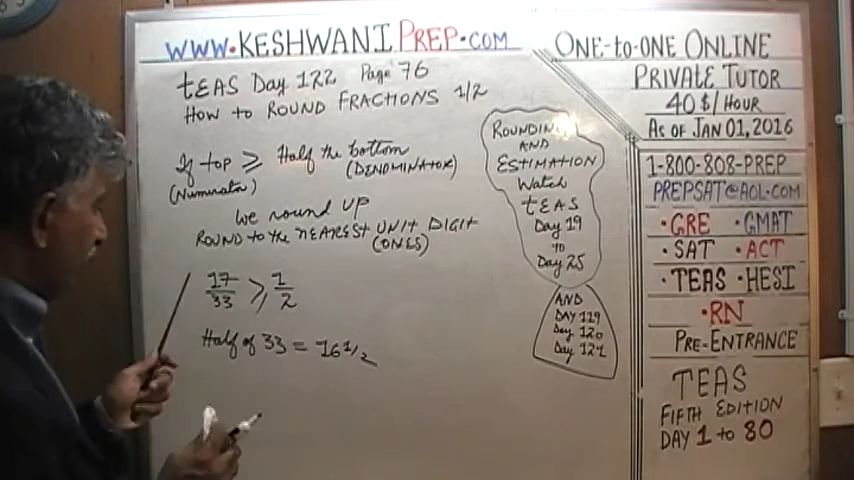 WWW.KESHWANIPREP.COM
tEAS Day 122 Page 76
HOW to ROUND FRACTIONS 1/2
If top ≥ Half the bottom
(Numerator) (DENOMINATOR)
we round UP
ROUND to the nEAREST UNIT DIGIT
(ONES)
17/33 ≥ 1/2
Half of 33 = 16 1/2
ROUNDING
AND
ESTIMATION
Watch
tEAS
Day 19
to
Day 25
AND
DAY 119
Day 120
Day 121
ONE-to-ONE ONLINE
PRIVATE TUTOR
40 $/HOUR
AS OF JAN 01, 2016
1-800-808-PREP
PREPSAT@AOL.COM
•GRE •GMAT
•SAT •ACT
•TEAS •HESI
•RN
PRE-ENTRANCE
TEAS
FIFTH EDITION
DAY 1 to 80